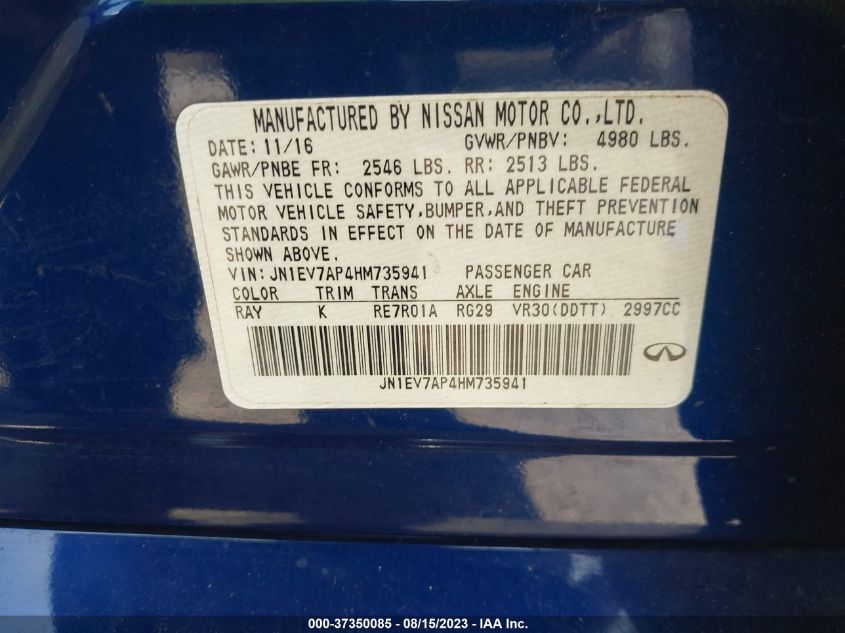 MANUFACTURED BY NISSAN MOTOR CO.,LTD.
DATE: 11/16 GVWR/PNBV: 4980 LBS.
GAWR/PNBE FR: 2546 LBS. RR: 2513 LBS.
THIS VEHICLE CONFORMS TO ALL APPLICABLE FEDERAL
MOTOR VEHICLE SAFETY,BUMPER,AND THEFT PREVENTION
STANDARDS IN EFFECT ON THE DATE OF MANUFACTURE
SHOWN ABOVE.
VIN:JN1EV7AP4HM735941 PASSENGER CAR
COLOR TRIM TRANS AXLE ENGINE
RAY K RE7R01A RG29 VR30(DDTT) 2997CC
JN1EV7AP4HM735941
000-37350085 - 08/15/2023 - IAA Inc.